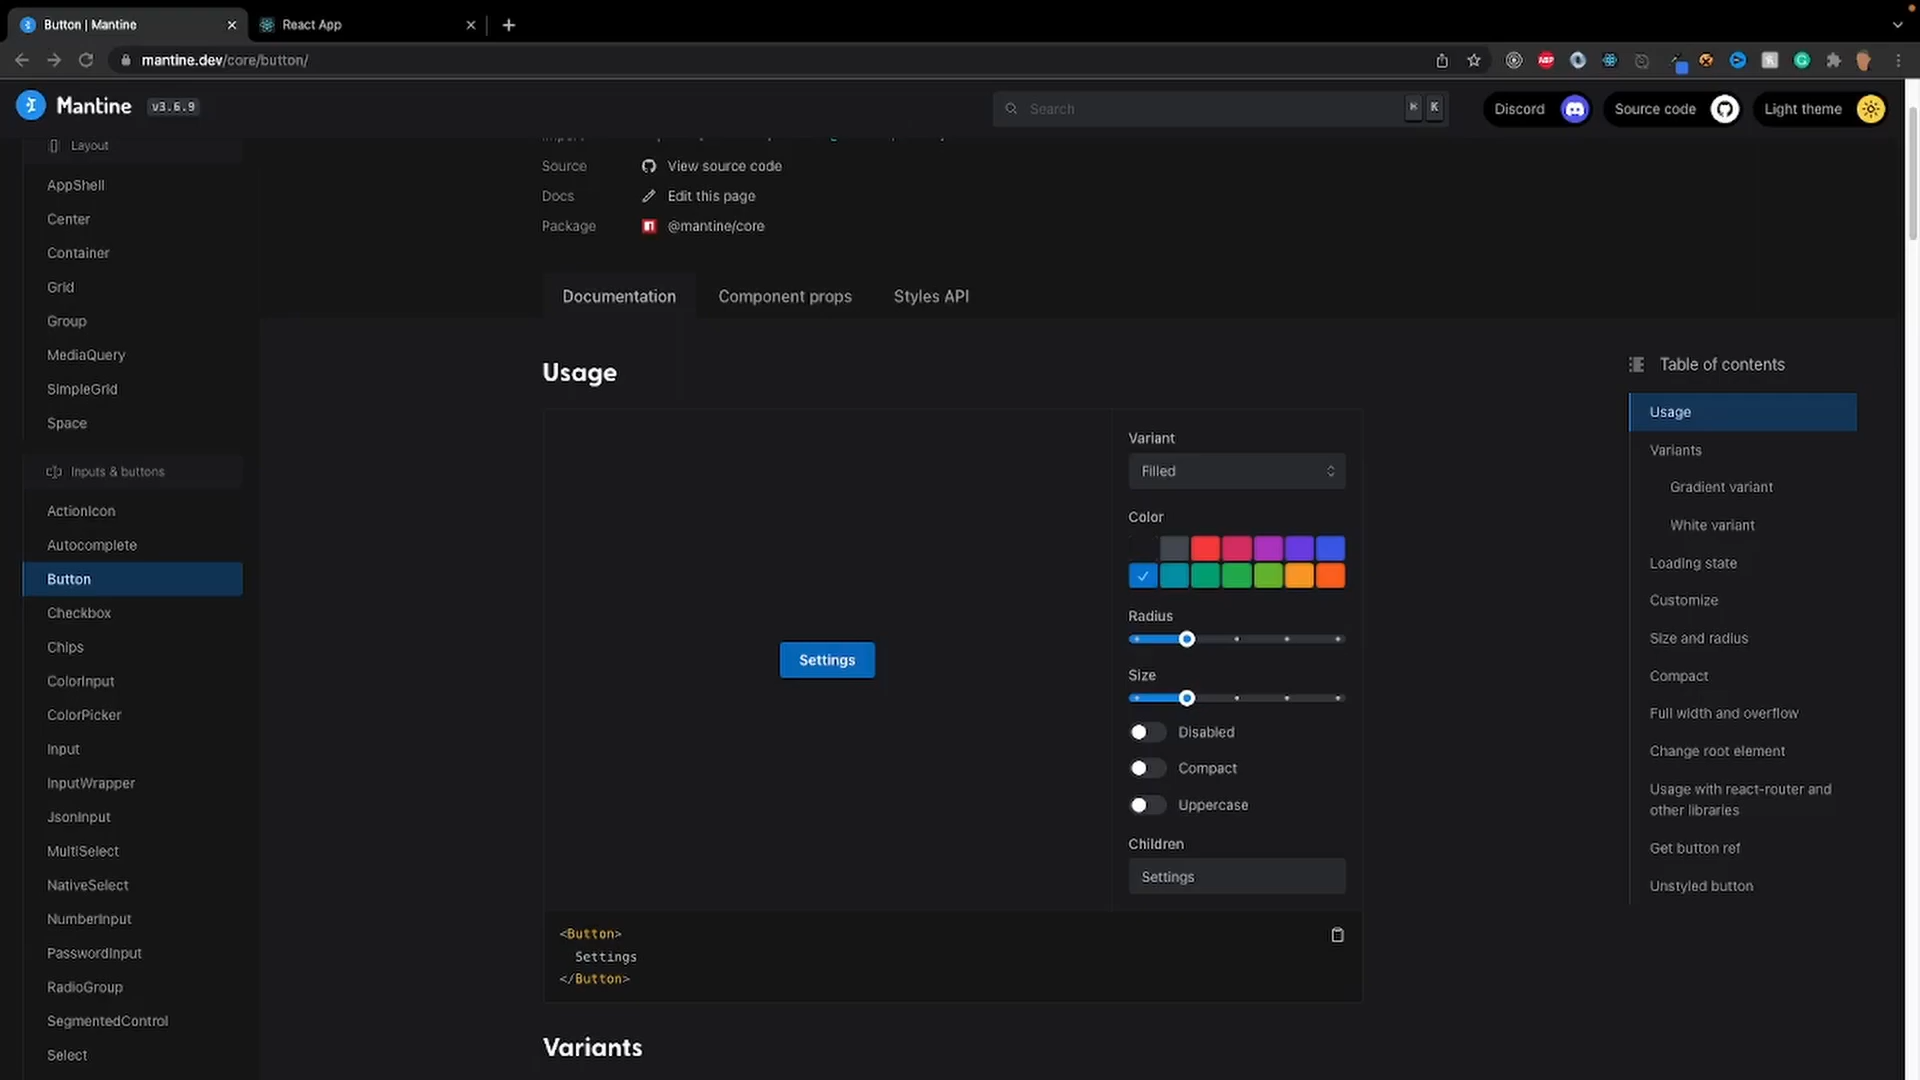 Button | Mantine
React App
mantine.dev/core/button/
Mantine
v3.6.9
Search
K
Discord
Source code
Light theme
Layout
AppShell
Center
Container
Grid
Group
MediaQuery
SimpleGrid
Space
Inputs & buttons
ActionIcon
Autocomplete
Button
Checkbox
Chips
ColorInput
ColorPicker
Input
InputWrapper
JsonInput
MultiSelect
NativeSelect
NumberInput
PasswordInput
RadioGroup
SegmentedControl
Select
Source
View source code
Docs
Edit this page
Package
@mantine/core
Documentation
Component props
Styles API
Usage
Settings
Variant
Filled
Color
Radius
Size
Disabled
Compact
Uppercase
Children
Settings
<Button>
Settings
</Button>
Variants
Table of contents
Usage
Variants
Gradient variant
White variant
Loading state
Customize
Size and radius
Compact
Full width and overflow
Change root element
Usage with react-router and
other libraries
Get button ref
Unstyled button